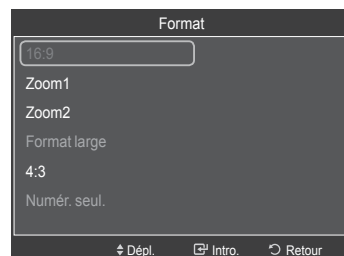 Format
16:9
Zoom1
Zoom2
Format large
4:3
Numér. seul.
Dépl. Intro. Retour